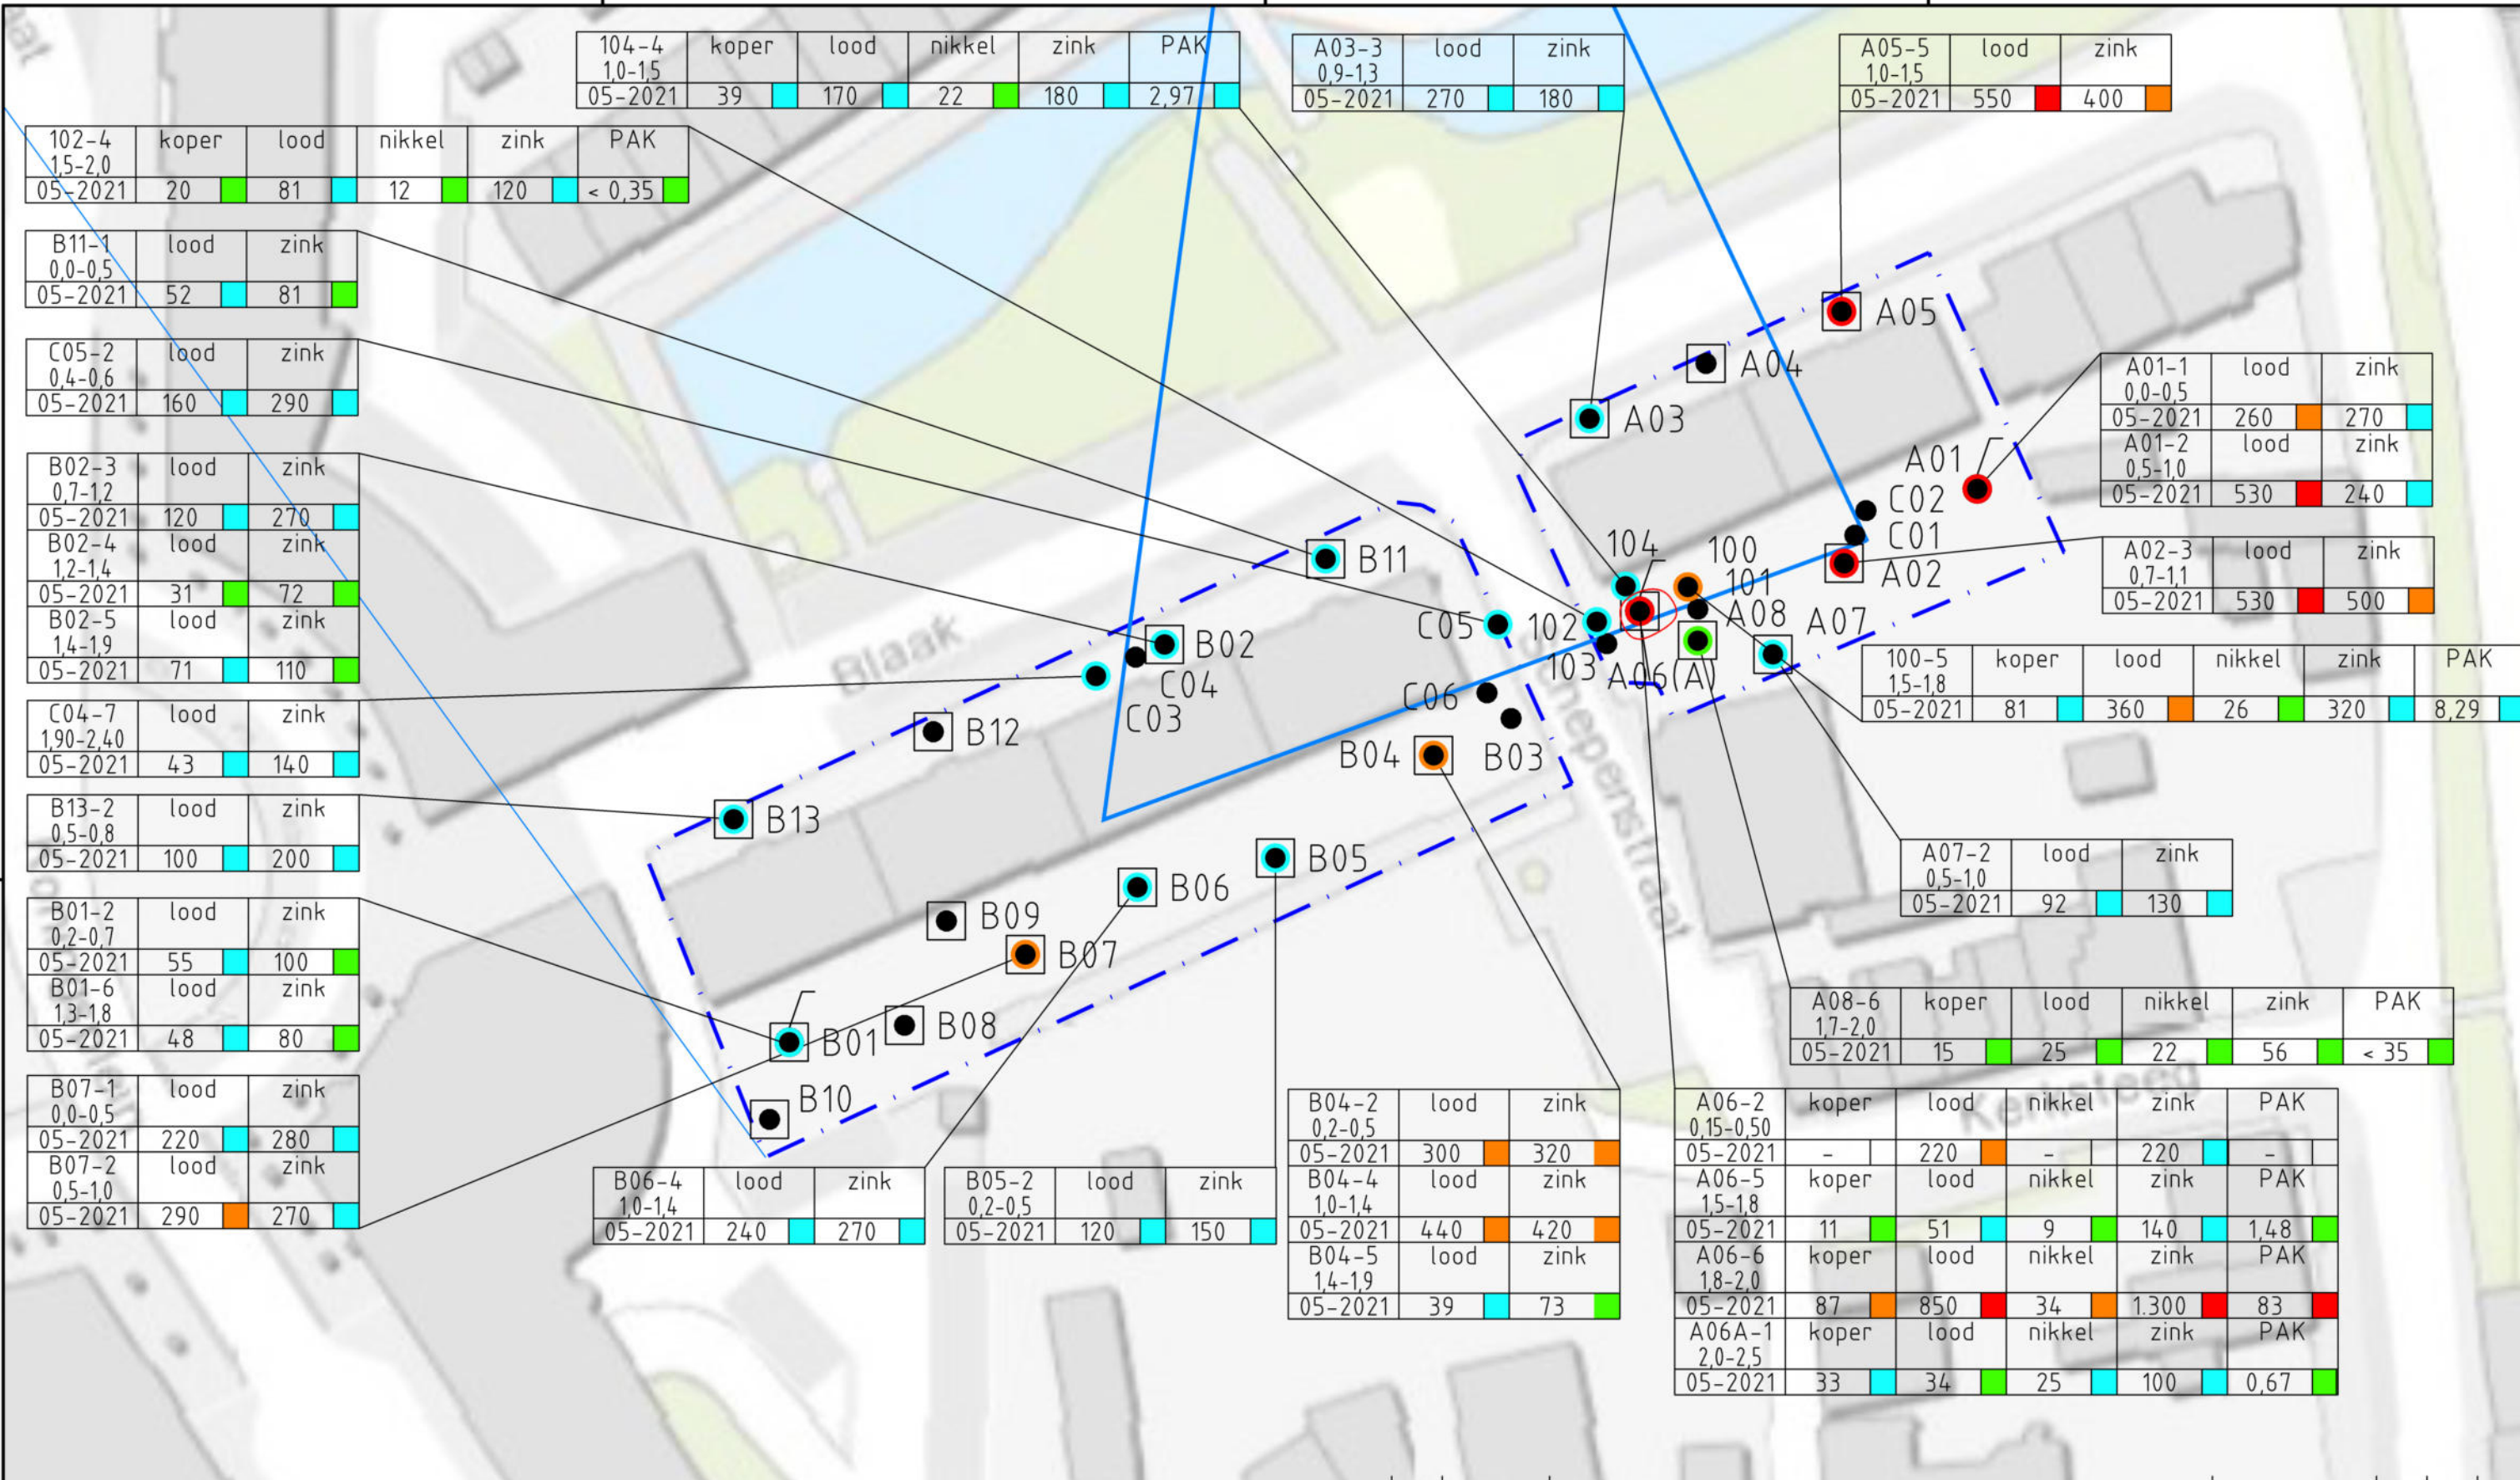 104-4 koper lood nikkel zink PAK
1,0-1,5
05-2021 39 170 22 180 2,97
A03-3 lood zink
0,9-1,3
05-2021 270 180
A05-5 lood zink
1,0-1,5
05-2021 550 400
102-4 koper lood nikkel zink PAK
1,5-2,0
05-2021 20 81 12 120 < 0,35
B11-1 lood zink
0,0-0,5
05-2021 52 81
C05-2 lood zink
0,4-0,6
05-2021 160 290
B02-3 lood zink
0,7-1,2
05-2021 120 270
B02-4 lood zink
1,2-1,4
05-2021 31 72
B02-5 lood zink
1,4-1,9
05-2021 71 110
C04-7 lood zink
1,90-2,40
05-2021 43 140
B13-2 lood zink
0,5-0,8
05-2021 100 200
B01-2 lood zink
0,2-0,7
05-2021 55 100
B01-6 lood zink
1,3-1,8
05-2021 48 80
B07-1 lood zink
0,0-0,5
05-2021 220 280
B07-2 lood zink
0,5-1,0
05-2021 290 270
A05
A04
A03
A01
C02
C01
A02
104
100
101
A08
A07
102
103
A06(A)
C05
C06
B03
B04
B11
B02
C04
C03
B12
B13
B05
B06
B09
B07
B08
B01
B10
Blaak
Schepenstraat
Kerksteeg
A01-1 lood zink
0,0-0,5
05-2021 260 270
A01-2 lood zink
0,5-1,0
05-2021 530 240
A02-3 lood zink
0,7-1,1
05-2021 530 500
100-5 koper lood nikkel zink PAK
1,5-1,8
05-2021 81 360 26 320 8,29
A07-2 lood zink
0,5-1,0
05-2021 92 130
A08-6 koper lood nikkel zink PAK
1,7-2,0
05-2021 15 25 22 56 < 35
B06-4 lood zink
1,0-1,4
05-2021 240 270
B05-2 lood zink
0,2-0,5
05-2021 120 150
B04-2 lood zink
0,2-0,5
05-2021 300 320
B04-4 lood zink
1,0-1,4
05-2021 440 420
B04-5 lood zink
1,4-1,9
05-2021 39 73
A06-2 koper lood nikkel zink PAK
0,15-0,50
05-2021 - 220 - 220 -
A06-5 koper lood nikkel zink PAK
1,5-1,8
05-2021 11 51 9 140 1,48
A06-6 koper lood nikkel zink PAK
1,8-2,0
05-2021 87 850 34 1.300 83
A06A-1 koper lood nikkel zink PAK
2,0-2,5
05-2021 33 34 25 100 0,67